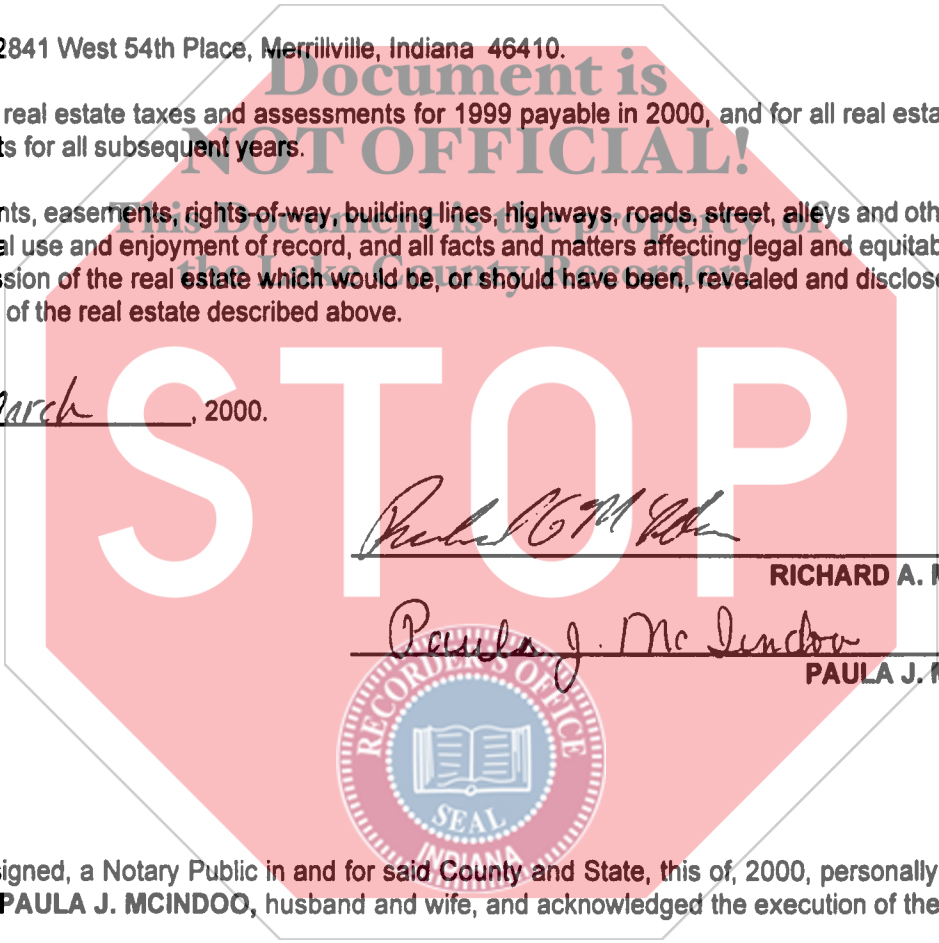 2841 West 54th Place, Merrillville, Indiana 46410.
Document is
real estate taxes and assessments for 1999 payable in 2000, and for all real esta
NOT OFFICIAL!
ts for all subsequent years.
This Document is the property of
nts, easements, rights-of-way, building lines, highways, roads, street, alleys and oth
al use and enjoyment of record, and all facts and matters affecting legal and equitab
the Lake County Recorder!
ssion of the real estate which would be, or should have been, revealed and disclose
of the real estate described above.
STOP
arch, 2000.
RICHARD A. M
Paula J. McIndoo
PAULA J. M
RECORDER'S OFFICE
SEAL
INDIANA
signed, a Notary Public in and for said County and State, this of, 2000, personally
PAULA J. MCINDOO, husband and wife, and acknowledged the execution of the